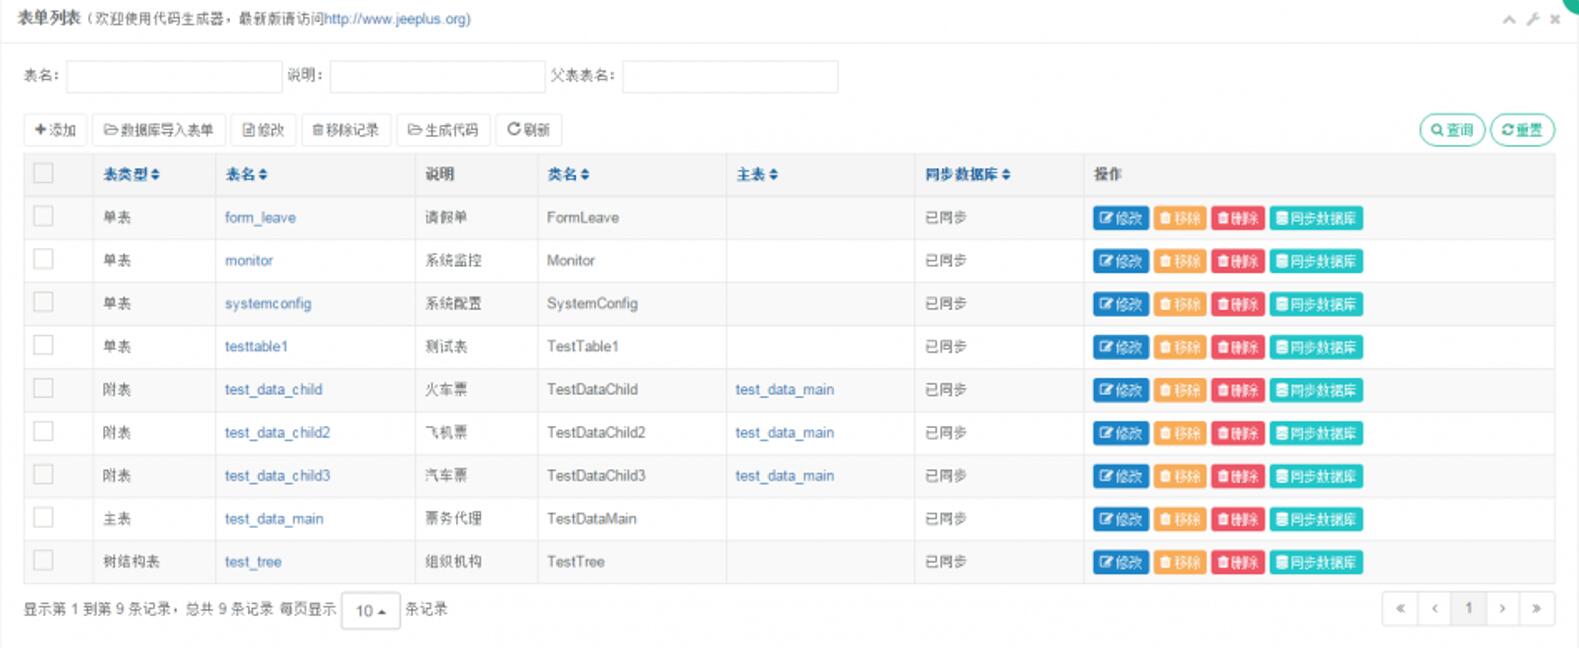 表单列表 (欢迎使用代码生成器，最新版请访问http://www.jeeplus.org)
表名： 说明： 父表表名：
添加 数据库导入表单 修改 移除记录 生成代码 刷新 查询 重置
表类型 表名 说明 类名 主表 同步数据库 操作
单表 form_leave 请假单 FormLeave 已同步 修改 移除 删除 同步数据库
单表 monitor 系统监控 Monitor 已同步 修改 移除 删除 同步数据库
单表 systemconfig 系统配置 SystemConfig 已同步 修改 移除 删除 同步数据库
单表 testtable1 测试表 TestTable1 已同步 修改 移除 删除 同步数据库
附表 test_data_child 火车票 TestDataChild test_data_main 已同步 修改 移除 删除 同步数据库
附表 test_data_child2 飞机票 TestDataChild2 test_data_main 已同步 修改 移除 删除 同步数据库
附表 test_data_child3 汽车票 TestDataChild3 test_data_main 已同步 修改 移除 删除 同步数据库
主表 test_data_main 票务代理 TestDataMain 已同步 修改 移除 删除 同步数据库
树结构表 test_tree 组织机构 TestTree 已同步 修改 移除 删除 同步数据库
显示第 1 到第 9 条记录，总共 9 条记录 每页显示 10 条记录 « ‹ 1 › »